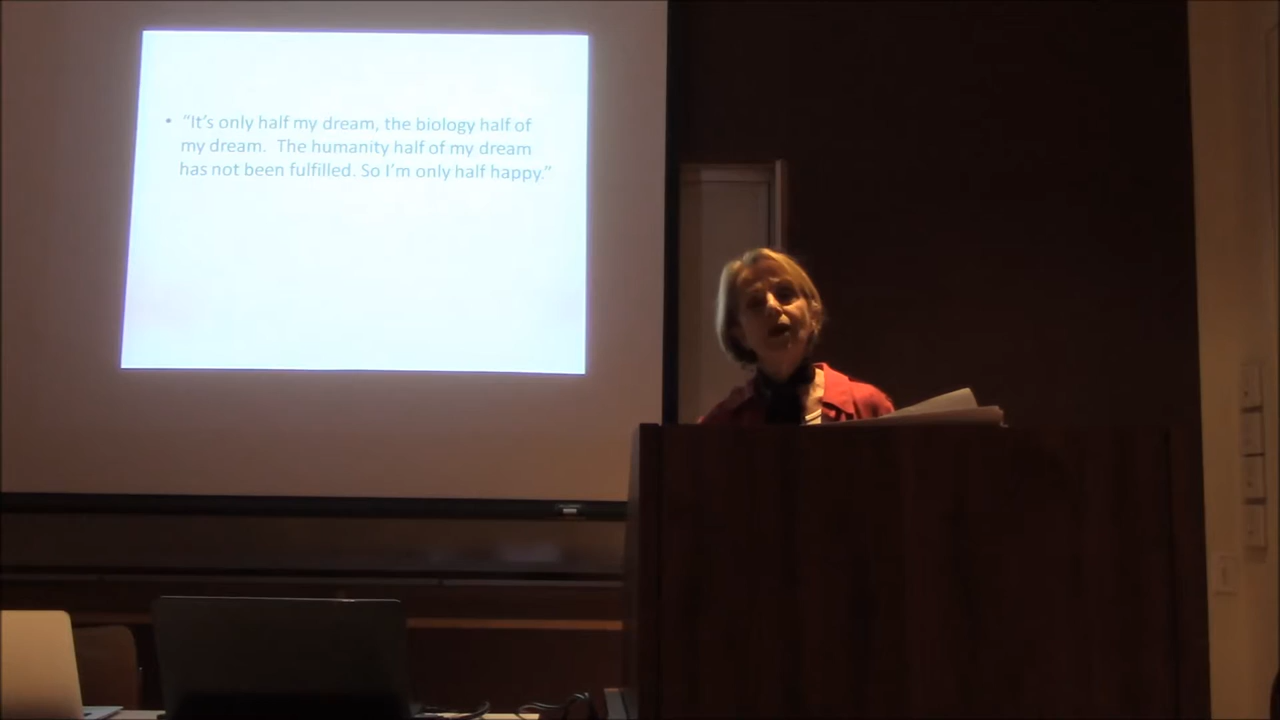 • “It’s only half my dream, the biology half of
my dream.  The humanity half of my dream
has not been fulfilled. So I’m only half happy.”